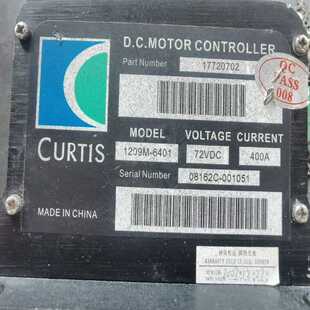 D.C. MOTOR CONTROLLER
Part Number 17720702
QC
PASS
008
MODEL VOLTAGE CURRENT
CURTIS 1209M-6401 72VDC 400A
Serial Number 08162C-001051
MADE IN CHINA